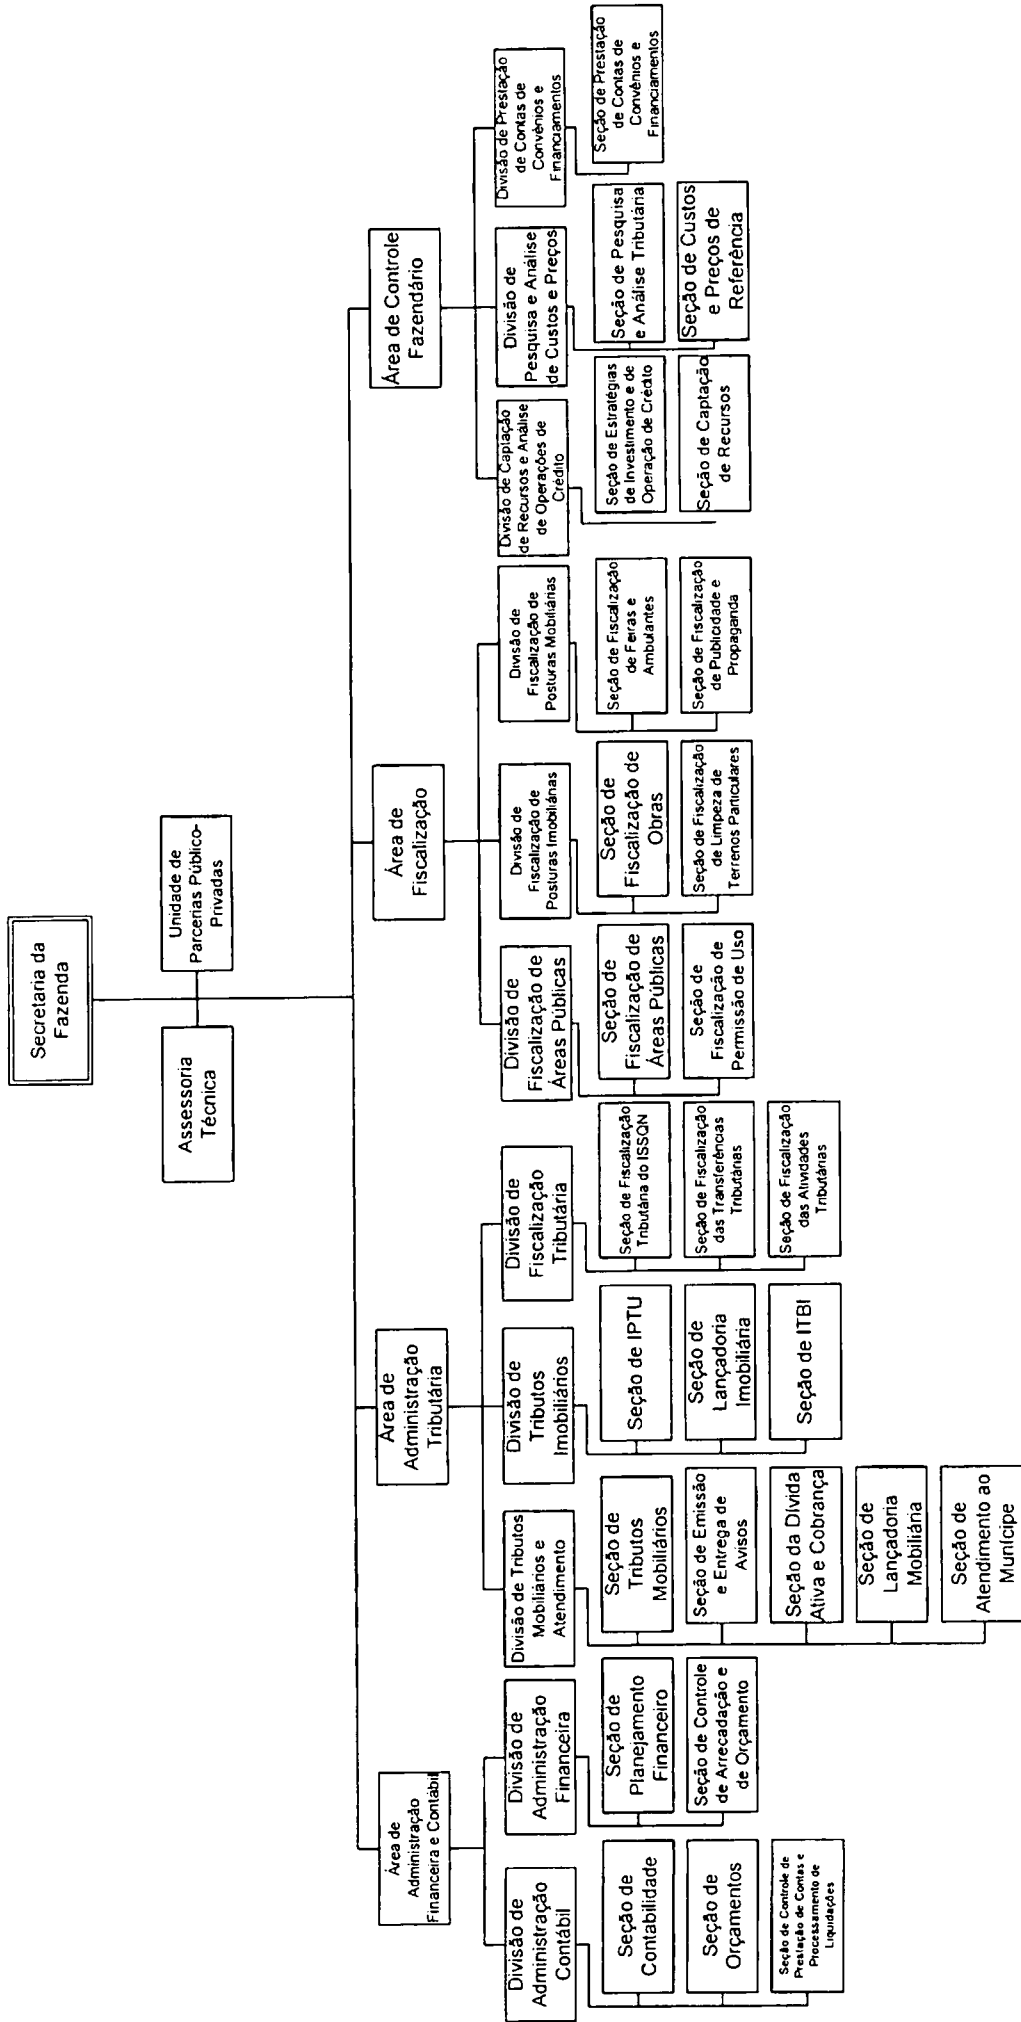 Secretaria da
Fazenda
Assessoria
Técnica
Unidade de
Parcerias Público-
Privadas
Área de
Administração
Financeira e Contábil
Área de
Administração
Tributária
Área de
Fiscalização
Área de Controle
Fazendário
Divisão de
Administração
Contábil
Divisão de
Administração
Financeira
Divisão de Tributos
Mobiliários e
Atendimento
Divisão de
Tributos
Imobiliários
Divisão de
Fiscalização
Tributária
Divisão de
Fiscalização de
Áreas Públicas
Divisão de
Fiscalização de
Posturas Imobiliárias
Divisão de
Fiscalização de
Posturas Mobiliárias
Divisão de Captação
de Recursos e Análise
de Operações de
Crédito
Divisão de
Pesquisa e Análise
de Custos e Preços
Divisão de Prestação
de Contas de
Convênios e
Financiamentos
Seção de
Contabilidade
Seção de
Orçamentos
Seção de Controle de
Prestação de Contas e
Processamento de
Liquidações
Seção de
Planejamento
Financeiro
Seção de Controle
de Arrecadação e
de Orçamento
Seção de
Tributos
Mobiliários
Seção de Emissão
e Entrega de
Avisos
Seção da Dívida
Ativa e Cobrança
Seção de
Lançadoria
Mobiliária
Seção de
Atendimento ao
Munícipe
Seção de IPTU
Seção de
Lançadoria
Imobiliária
Seção de ITBI
Seção de Fiscalização
Tributária do ISSQN
Seção de Fiscalização
das Transferências
Tributárias
Seção de Fiscalização
das Atividades
Tributárias
Seção de
Fiscalização de
Áreas Públicas
Seção de
Fiscalização de
Permissão de Uso
Seção de
Fiscalização de
Obras
Seção de Fiscalização
de Limpeza de
Terrenos Particulares
Seção de Fiscalização
de Feiras e
Ambulantes
Seção de Fiscalização
de Publicidade e
Propaganda
Seção de Estratégias
de Investimento e de
Operação de Crédito
Seção de Captação
de Recursos
Seção de Pesquisa
e Análise Tributária
Seção de Custos
e Preços de
Referência
Seção de Prestação
de Contas de
Convênios e
Financiamentos